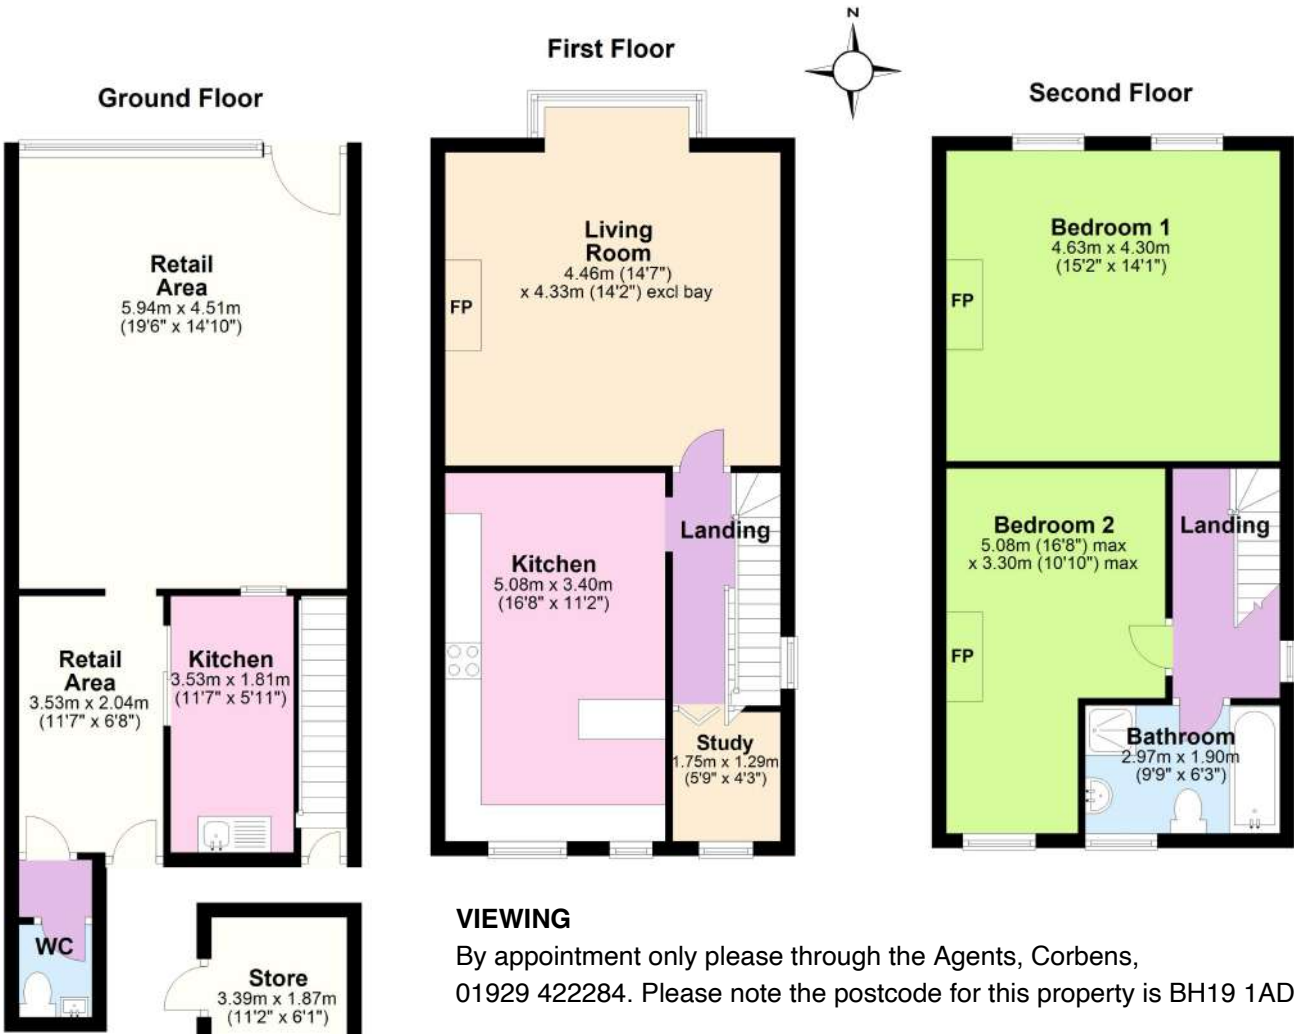 Ground Floor
Retail
Area
5.94m x 4.51m
(19'6" x 14'10")
Retail
Area
3.53m x 2.04m
(11'7" x 6'8")
Kitchen
3.53m x 1.81m
(11'7" x 5'11")
WC
Store
3.39m x 1.87m
(11'2" x 6'1")
First Floor
Living
Room
4.46m (14'7")
x 4.33m (14'2") excl bay
FP
Kitchen
5.08m x 3.40m
(16'8" x 11'2")
Landing
Study
1.75m x 1.29m
(5'9" x 4'3")
N
Second Floor
Bedroom 1
4.63m x 4.30m
(15'2" x 14'1")
FP
Bedroom 2
5.08m (16'8") max
x 3.30m (10'10") max
FP
Landing
Bathroom
2.97m x 1.90m
(9'9" x 6'3")
VIEWING
By appointment only please through the Agents, Corbens,
01929 422284. Please note the postcode for this property is BH19 1AD